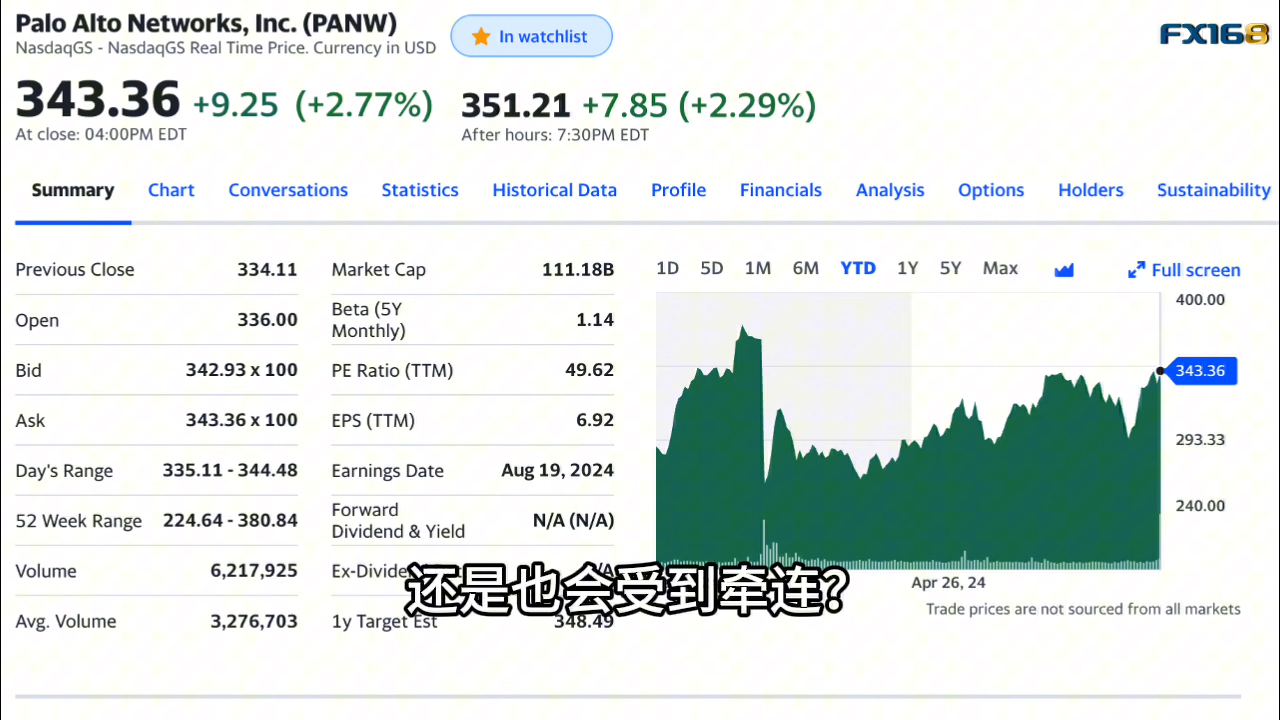 Palo Alto Networks, Inc. (PANW)
NasdaqGS - NasdaqGS Real Time Price. Currency in USD
In watchlist
FX168
343.36 +9.25 (+2.77%)
At close: 04:00PM EDT
351.21 +7.85 (+2.29%)
After hours: 7:30PM EDT
Summary Chart Conversations Statistics Historical Data Profile Financials Analysis Options Holders Sustainability
Previous Close 334.11
Open 336.00
Bid 342.93 x 100
Ask 343.36 x 100
Day's Range 335.11 - 344.48
52 Week Range 224.64 - 380.84
Volume 6,217,925
Avg. Volume 3,276,703
Market Cap 111.18B
Beta (5Y
Monthly) 1.14
PE Ratio (TTM) 49.62
EPS (TTM) 6.92
Earnings Date Aug 19, 2024
Forward
Dividend & Yield N/A (N/A)
1y Target Est 348.49
1D 5D 1M 6M YTD 1Y 5Y Max
Full screen
400.00
343.36
293.33
240.00
Apr 26, 24
Trade prices are not sourced from all markets
还是也会受到牵连？